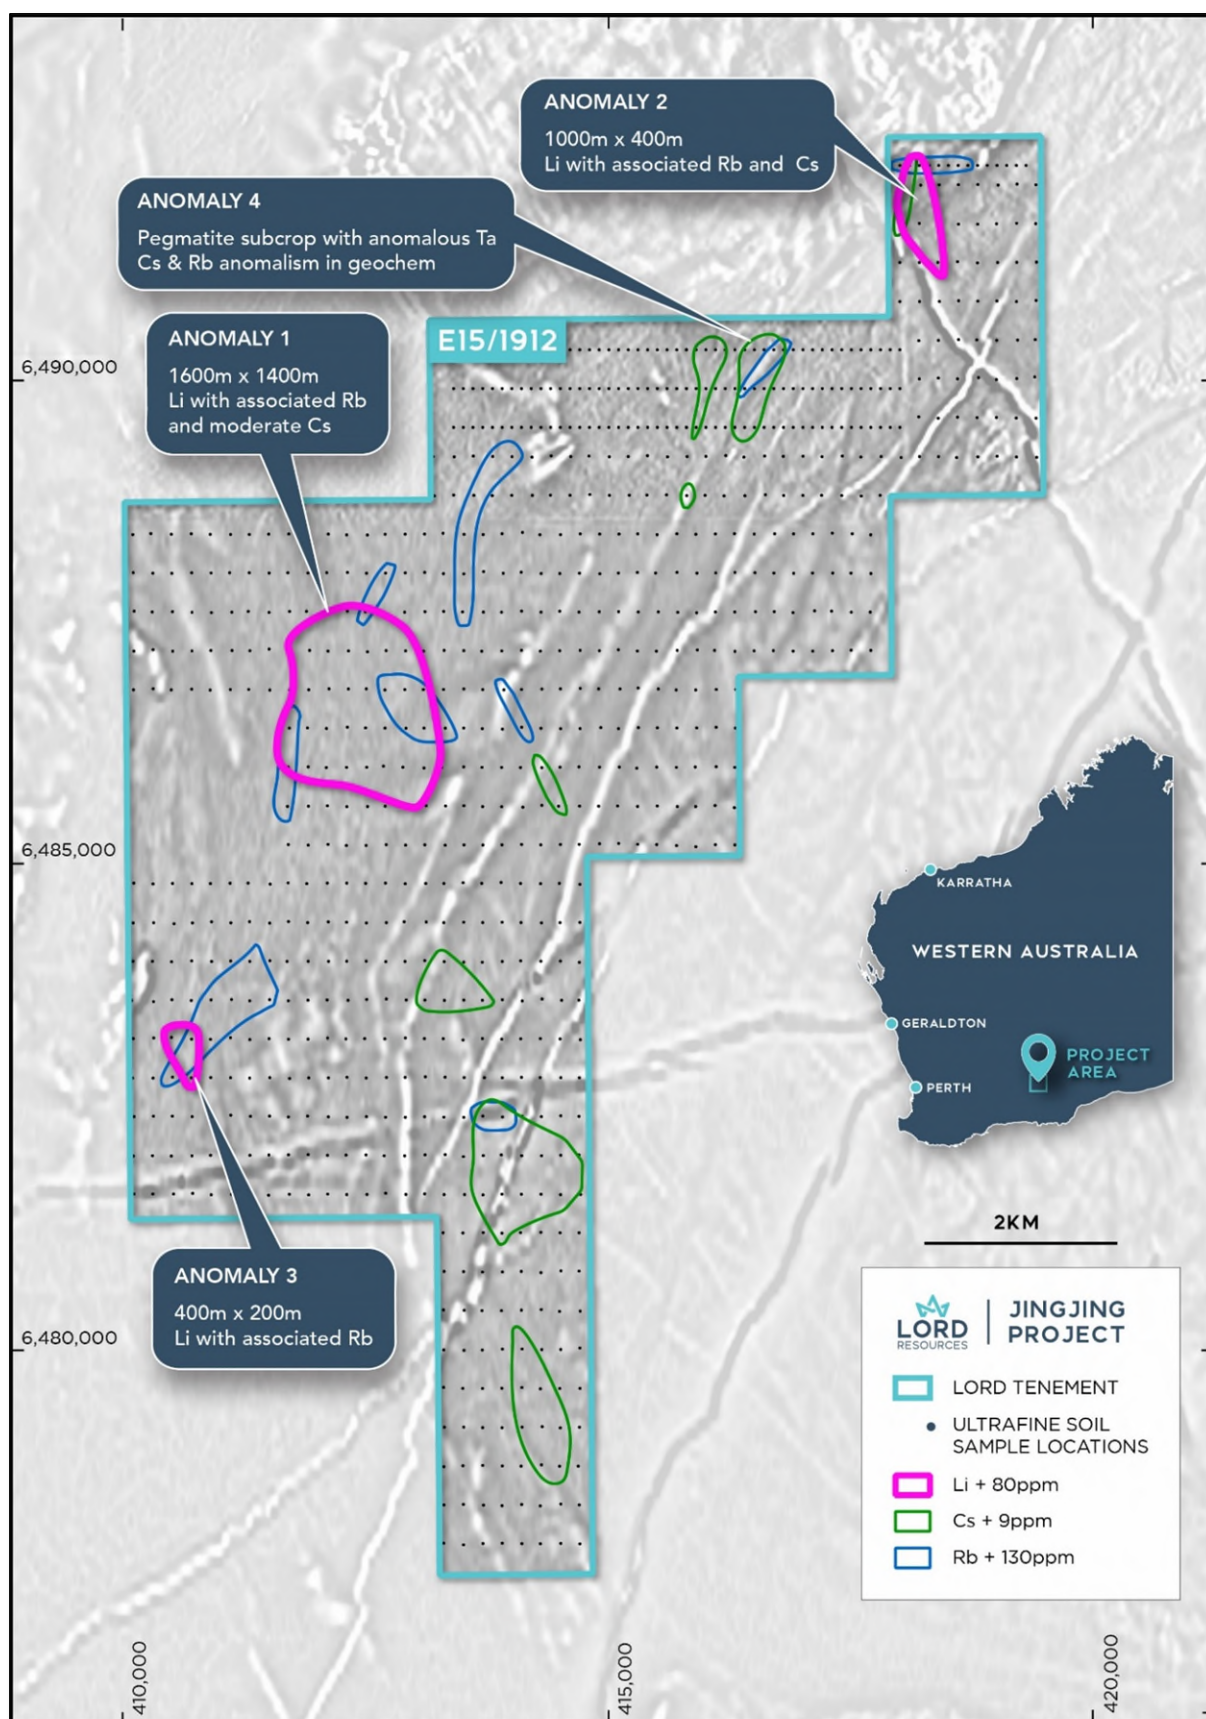 ANOMALY 2
1000m x 400m
Li with associated Rb and Cs
ANOMALY 4
Pegmatite subcrop with anomalous Ta
Cs & Rb anomalism in geochem
ANOMALY 1
1600m x 1400m
Li with associated Rb
and moderate Cs
E15/1912
6,490,000
6,485,000
KARRATHA
WESTERN AUSTRALIA
GERALDTON
PROJECT
AREA
PERTH
2KM
ANOMALY 3
400m x 200m
Li with associated Rb
6,480,000
LORD
RESOURCES
JINGJING
PROJECT
LORD TENEMENT
ULTRAFINE SOIL
SAMPLE LOCATIONS
Li + 80ppm
Cs + 9ppm
Rb + 130ppm
410,000
415,000
420,000